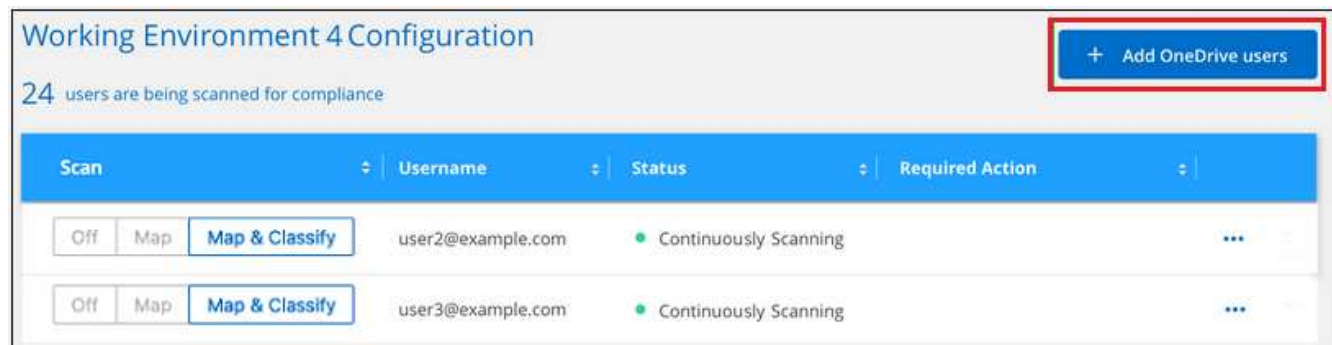 Working Environment 4 Configuration
+ Add OneDrive users
24 users are being scanned for compliance
Scan Username Status Required Action
Off Map Map & Classify user2@example.com Continuously Scanning ...
Off Map Map & Classify user3@example.com Continuously Scanning ...